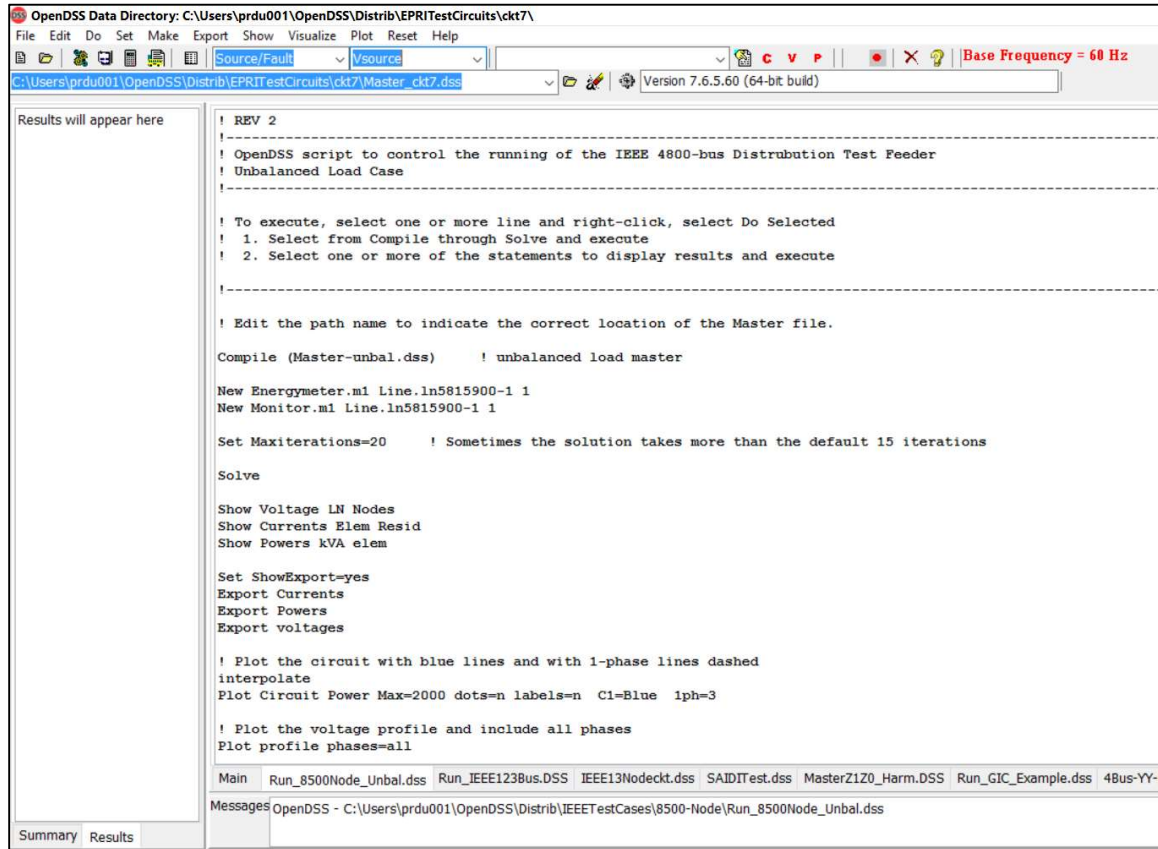 OpenDSS Data Directory: C:\Users\prdu001\OpenDSS\Distrib\EPRITestCircuits\ckt7\
File Edit Do Set Make Export Show Visualize Plot Reset Help
Source/Fault Vsource C V P Base Frequency = 60 Hz
C:\Users\prdu001\OpenDSS\Distrib\EPRITestCircuits\ckt7\Master_ckt7.dss Version 7.6.5.60 (64-bit build)
Results will appear here
! REV 2
!------------------------------------------------------------------------------
! OpenDSS script to control the running of the IEEE 4800-bus Distrubution Test Feeder
! Unbalanced Load Case
!------------------------------------------------------------------------------
! To execute, select one or more line and right-click, select Do Selected
! 1. Select from Compile through Solve and execute
! 2. Select one or more of the statements to display results and execute
!------------------------------------------------------------------------------
! Edit the path name to indicate the correct location of the Master file.
Compile (Master-unbal.dss) ! unbalanced load master
New Energymeter.m1 Line.ln5815900-1 1
New Monitor.m1 Line.ln5815900-1 1
Set Maxiterations=20 ! Sometimes the solution takes more than the default 15 iterations
Solve
Show Voltage LN Nodes
Show Currents Elem Resid
Show Powers kVA elem
Set ShowExport=yes
Export Currents
Export Powers
Export voltages
! Plot the circuit with blue lines and with 1-phase lines dashed
interpolate
Plot Circuit Power Max=2000 dots=n labels=n C1=Blue 1ph=3
! Plot the voltage profile and include all phases
Plot profile phases=all
Main Run_8500Node_Unbal.dss Run_IEEE123Bus.DSS IEEE13Nodeckt.dss SAIDITest.dss MasterZ1Z0_Harm.DSS Run_GIC_Example.dss 4Bus-YY-
Messages OpenDSS - C:\Users\prdu001\OpenDSS\Distrib\IEEETestCases\8500-Node\Run_8500Node_Unbal.dss
Summary Results